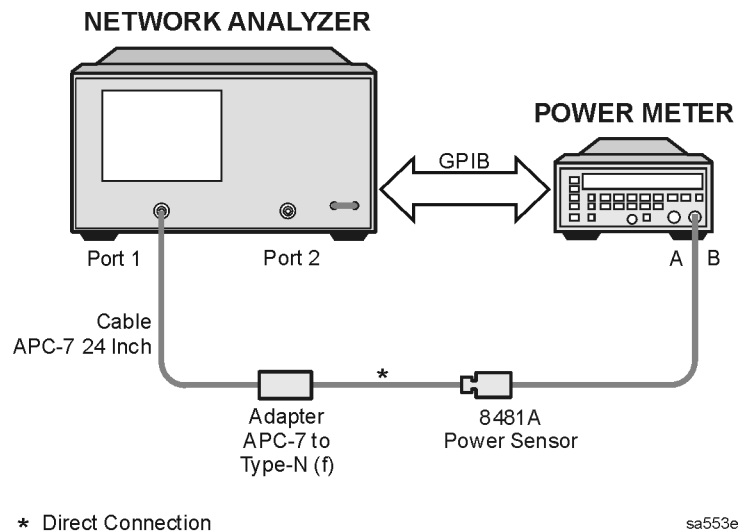 NETWORK ANALYZER
POWER METER
GPIB
Port 1
Port 2
A
B
Cable
APC-7 24 Inch
*
Adapter
APC-7 to
Type-N (f)
8481A
Power Sensor
* Direct Connection
sa553e